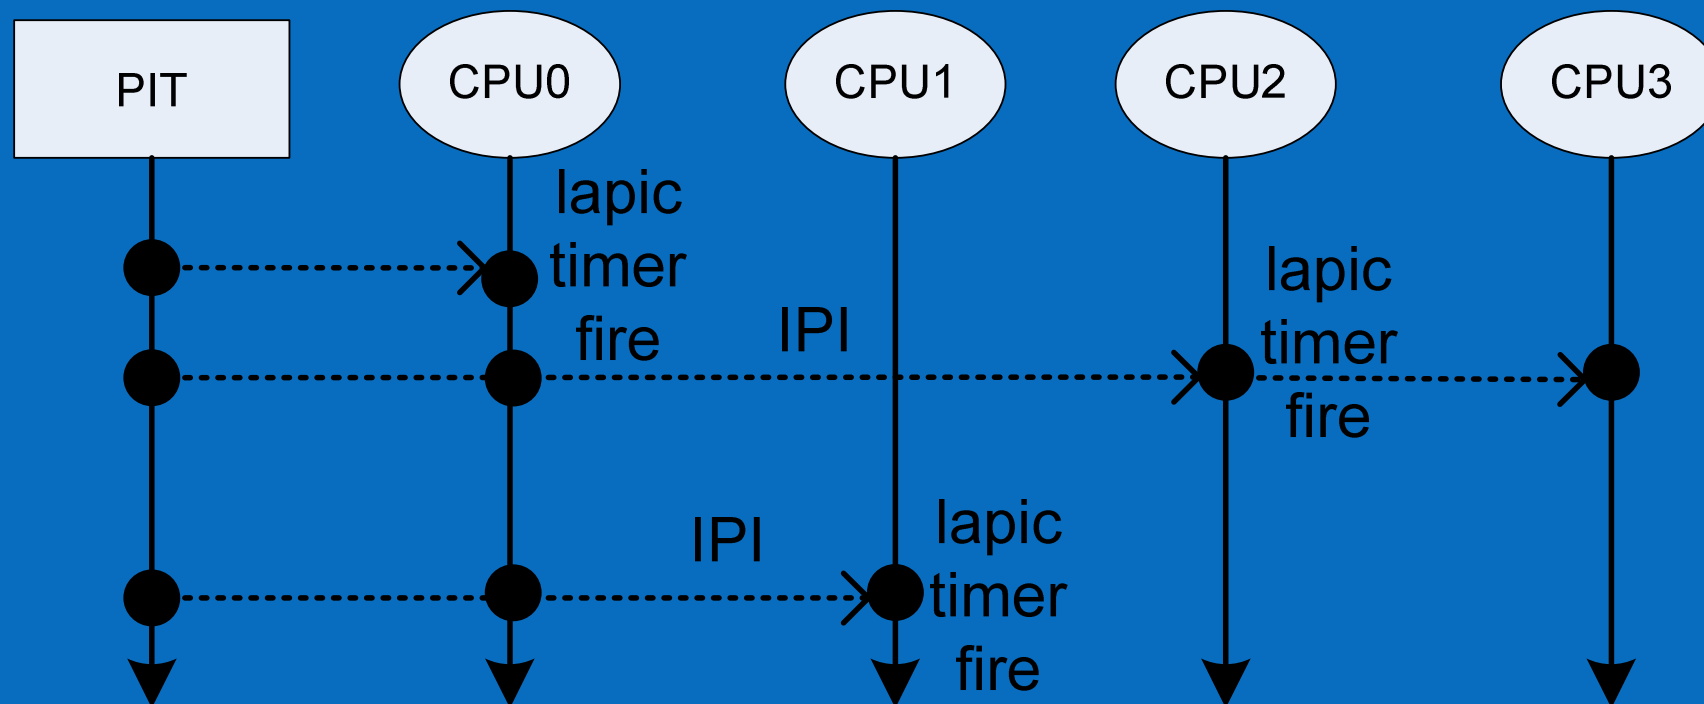 PIT
CPU0
CPU1
CPU2
CPU3
lapic
timer
fire
IPI
lapic
timer
fire
IPI
lapic
timer
fire